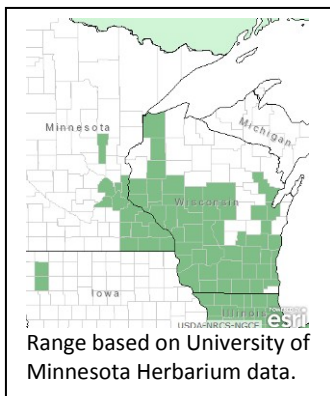 Minnesota
Michigan
Wisconsin
Iowa
Illinois
esri
USDA-NRCS-NGCE
Range based on University of
Minnesota Herbarium data.